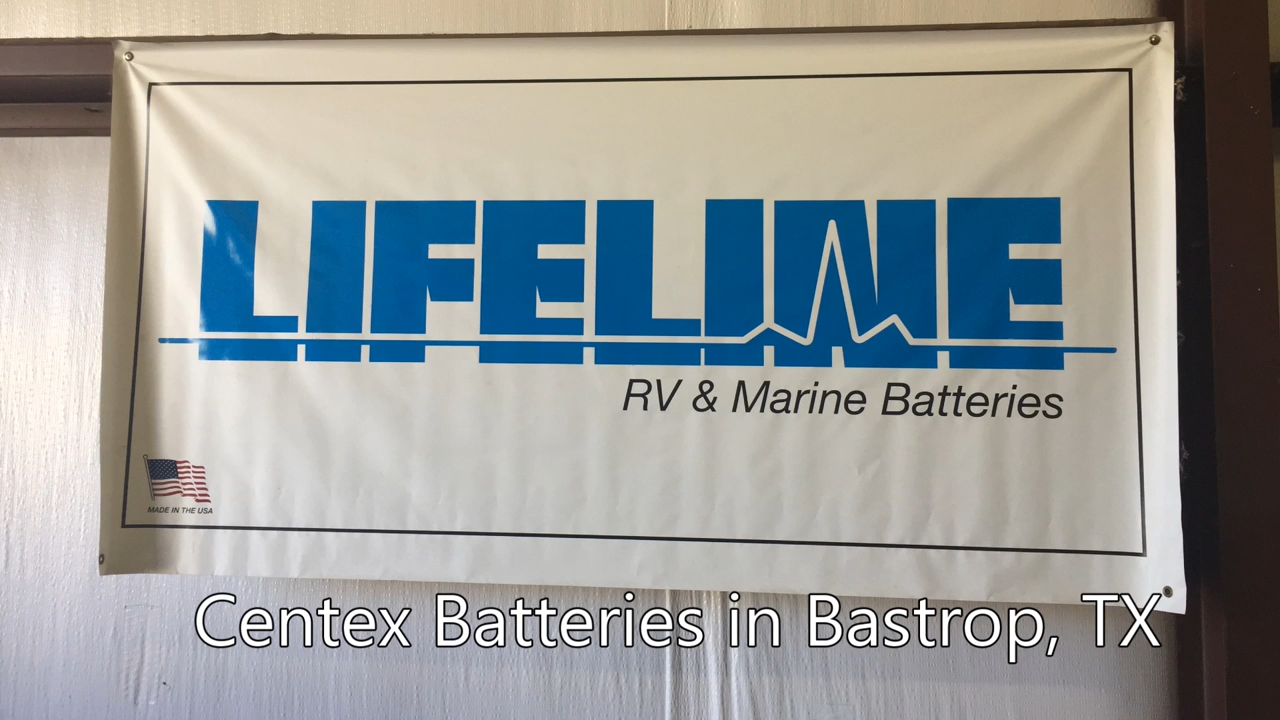 LIFELINE
RV & Marine Batteries
MADE IN THE USA
Centex Batteries in Bastrop, TX